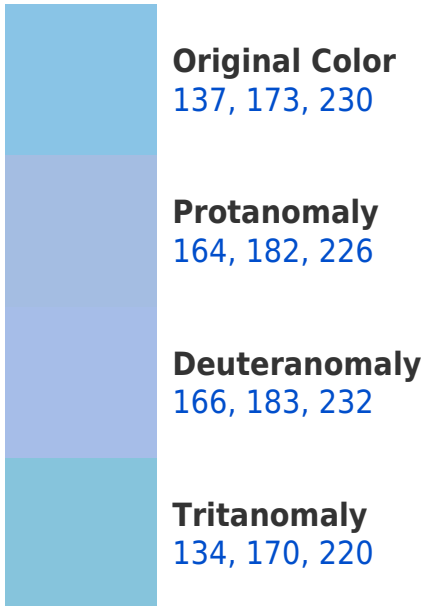 Original Color
137, 173, 230
Protanomaly
164, 182, 226
Deuteranomaly
166, 183, 232
Tritanomaly
134, 170, 220